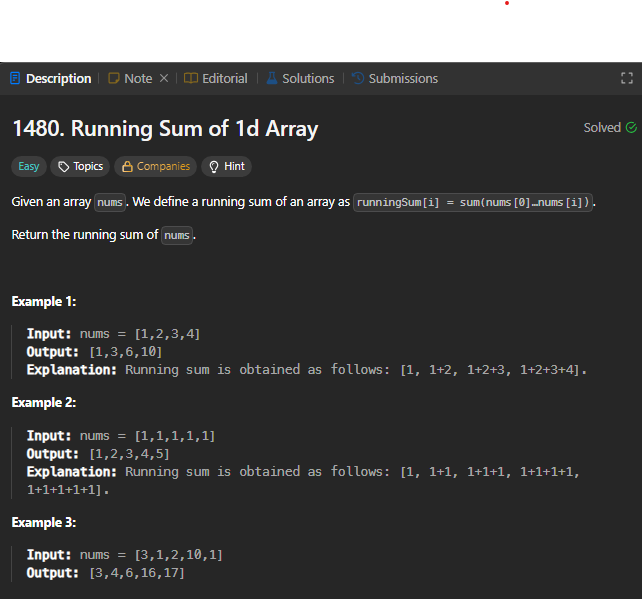 Description | Note × | Editorial | Solutions | Submissions
1480. Running Sum of 1d Array
Solved
Easy Topics Companies Hint
Given an array nums. We define a running sum of an array as runningSum[i] = sum(nums[0]…nums[i]).
Return the running sum of nums.
Example 1:
Input: nums = [1,2,3,4]
Output: [1,3,6,10]
Explanation: Running sum is obtained as follows: [1, 1+2, 1+2+3, 1+2+3+4].
Example 2:
Input: nums = [1,1,1,1,1]
Output: [1,2,3,4,5]
Explanation: Running sum is obtained as follows: [1, 1+1, 1+1+1, 1+1+1+1,
1+1+1+1+1].
Example 3:
Input: nums = [3,1,2,10,1]
Output: [3,4,6,16,17]